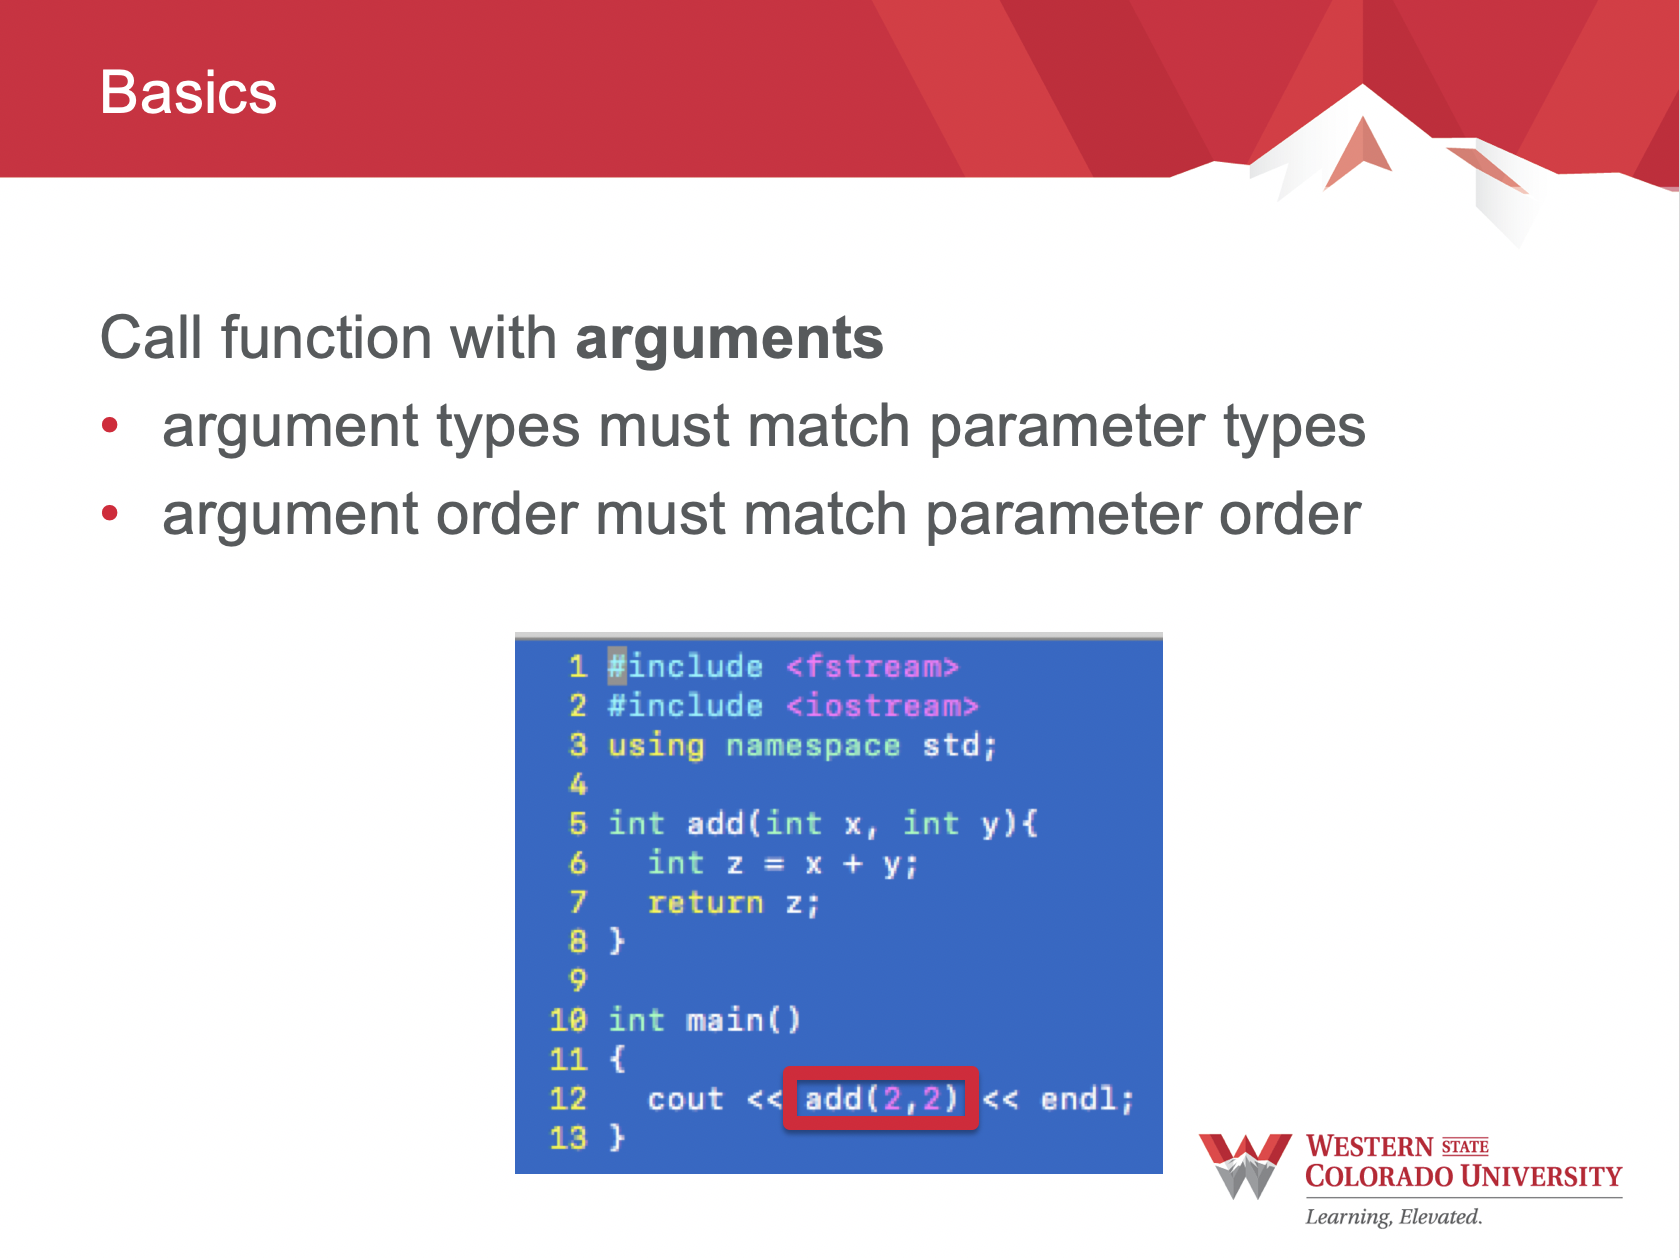 Basics
Call function with arguments
• argument types must match parameter types
• argument order must match parameter order
1 #include <fstream>
2 #include <iostream>
3 using namespace std;
4
5 int add(int x, int y){
6   int z = x + y;
7   return z;
8 }
9
10 int main()
11 {
12   cout << add(2,2) << endl;
13 }
WESTERN STATE
COLORADO UNIVERSITY
Learning, Elevated.